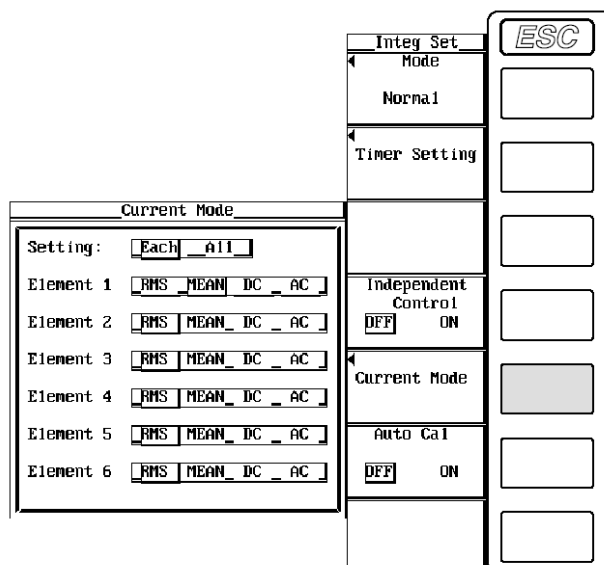 ESC
Integ Set
Mode
Normal
Timer Setting
Independent
Control
OFF ON
Current Mode
Auto Cal
OFF ON
Current Mode
Setting: Each All
Element 1 RMS MEAN DC AC
Element 2 RMS MEAN DC AC
Element 3 RMS MEAN DC AC
Element 4 RMS MEAN DC AC
Element 5 RMS MEAN DC AC
Element 6 RMS MEAN DC AC